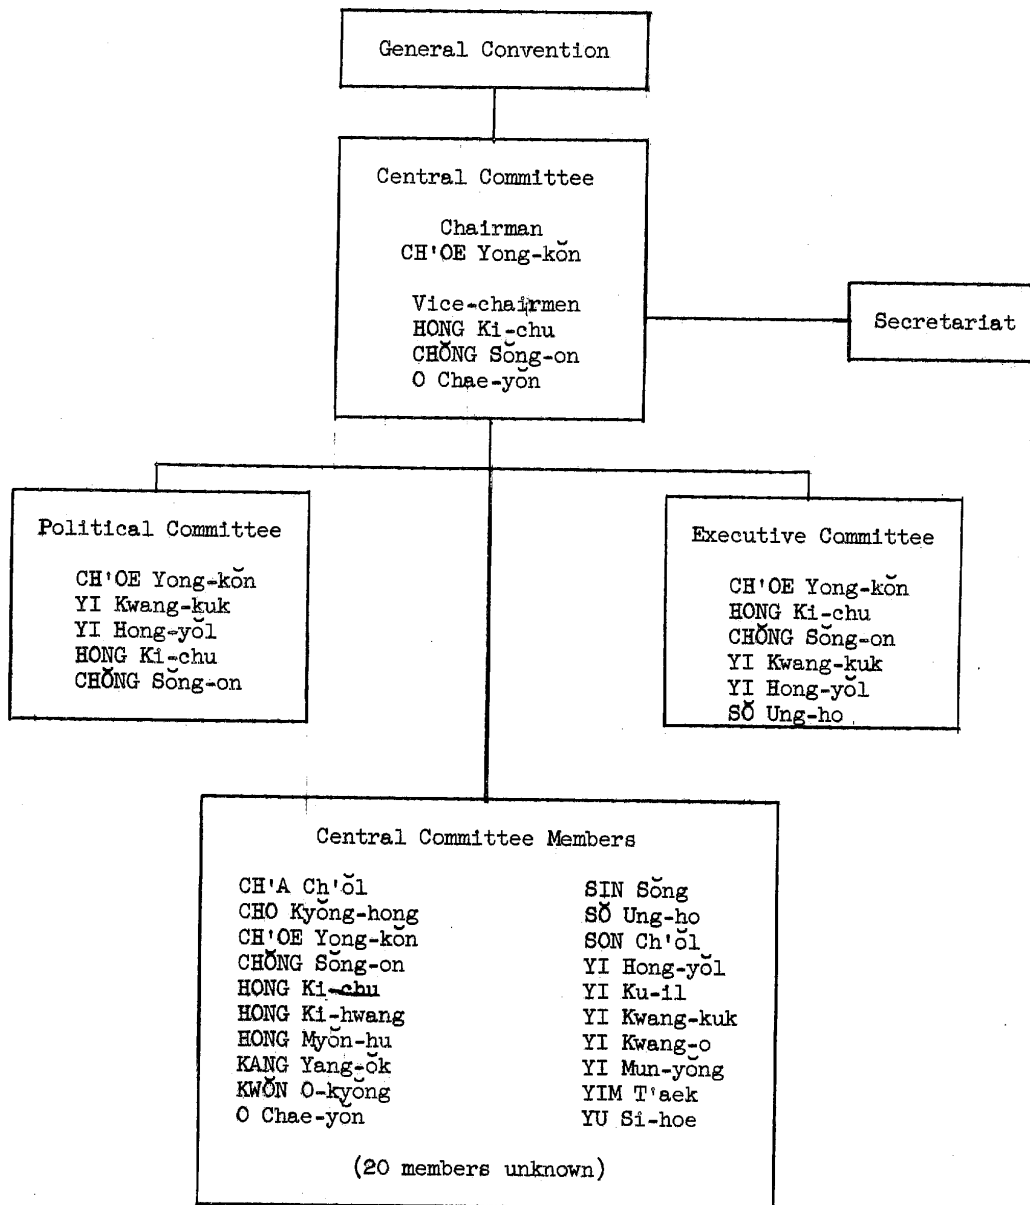 General Convention
Central Committee
Chairman
CH'OE Yong-kŏn
Vice-chairmen
HONG Ki-chu
CHŎNG Sŏng-on
O Chae-yŏn
Secretariat
Political Committee
CH'OE Yong-kŏn
YI Kwang-kuk
YI Hong-yŏl
HONG Ki-chu
CHŎNG Sŏng-on
Executive Committee
CH'OE Yong-kŏn
HONG Ki-chu
CHŎNG Sŏng-on
YI Kwang-kuk
YI Hong-yŏl
SŎ Ung-ho
Central Committee Members
CH'A Ch'ŏl
CHO Kyŏng-hong
CH'OE Yong-kŏn
CHŎNG Sŏng-on
HONG Ki-chu
HONG Ki-hwang
HONG Myŏn-hu
KANG Yang-ŏk
KWŎN O-kyŏng
O Chae-yŏn
SIN Sŏng
SŎ Ung-ho
SON Ch'ŏl
YI Hong-yŏl
YI Ku-il
YI Kwang-kuk
YI Kwang-o
YI Mun-yŏng
YIM T'aek
YU Si-hoe
(20 members unknown)